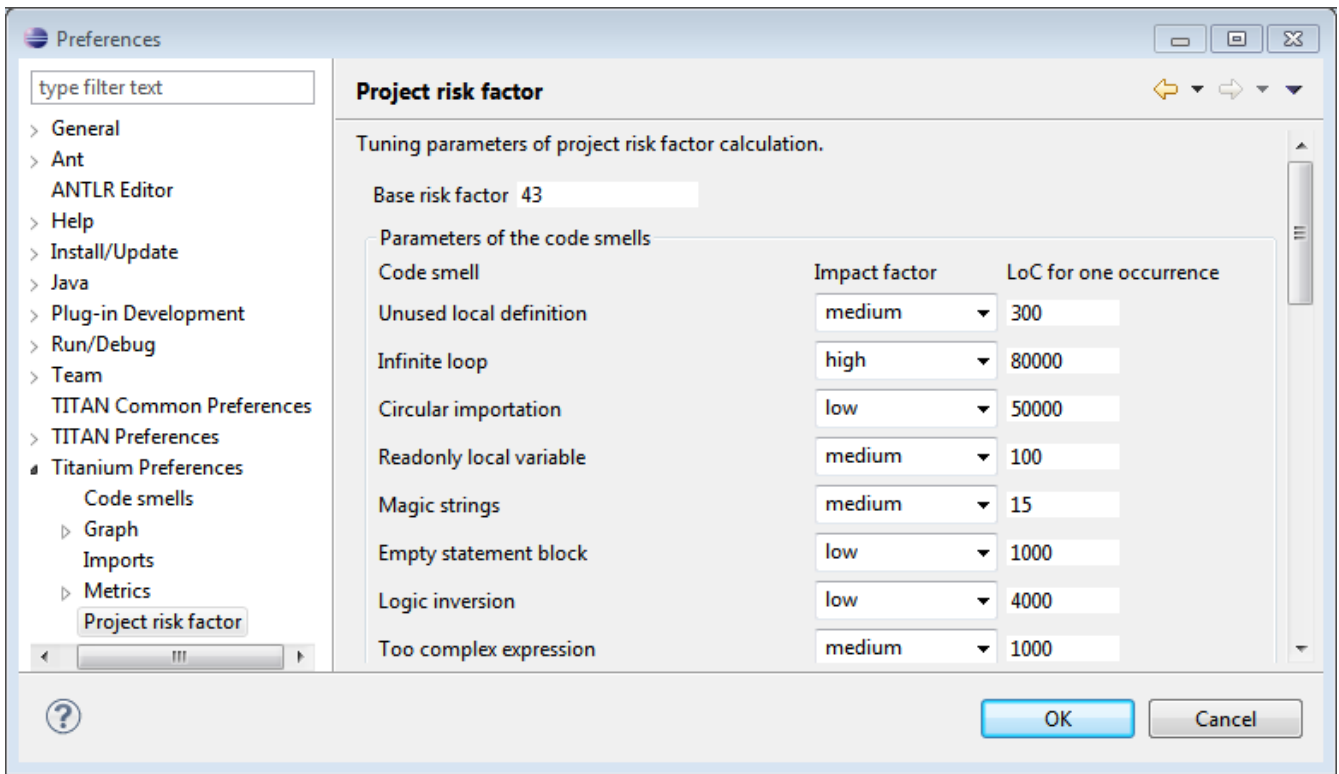 Preferences
type filter text
General
Ant
ANTLR Editor
Help
Install/Update
Java
Plug-in Development
Run/Debug
Team
TITAN Common Preferences
TITAN Preferences
Titanium Preferences
Code smells
Graph
Imports
Metrics
Project risk factor
Project risk factor
Tuning parameters of project risk factor calculation.
Base risk factor 43
Parameters of the code smells
Code smell Impact factor LoC for one occurrence
Unused local definition medium 300
Infinite loop high 80000
Circular importation low 50000
Readonly local variable medium 100
Magic strings medium 15
Empty statement block low 1000
Logic inversion low 4000
Too complex expression medium 1000
? OK Cancel